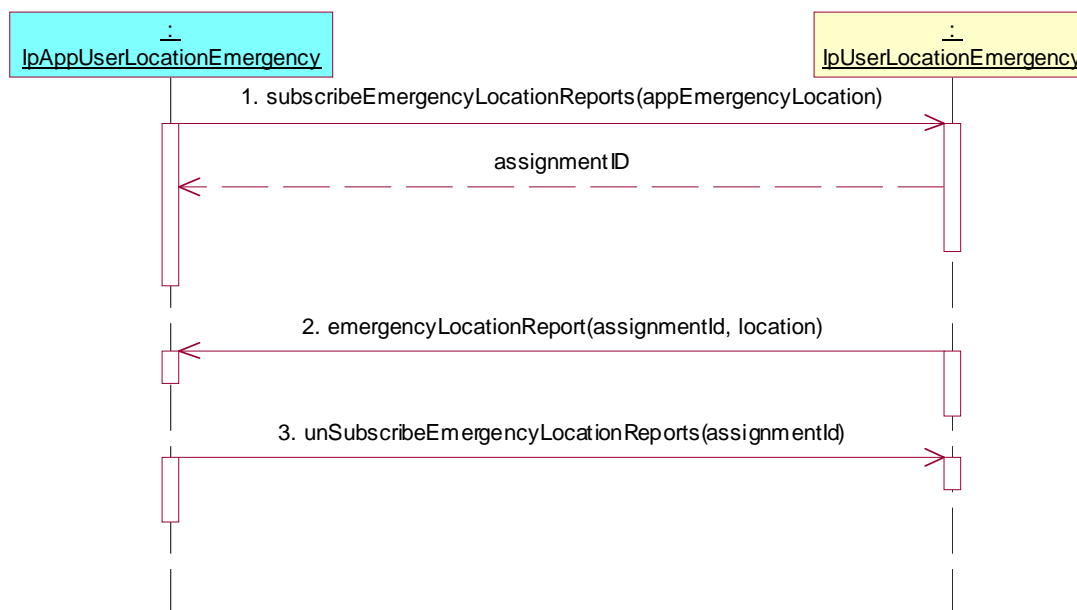 :
IpAppUserLocationEmergency
:
IpUserLocationEmergency
1. subscribeEmergencyLocationReports(appEmergencyLocation)
assignmentID
2. emergencyLocationReport(assignmentId, location)
3. unSubscribeEmergencyLocationReports(assignmentId)